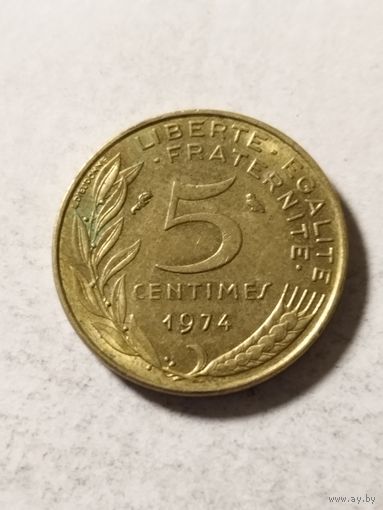 LIBERTE · EGALITE
· FRATERNITE ·
5
CENTIMES
1974
www.ay.by